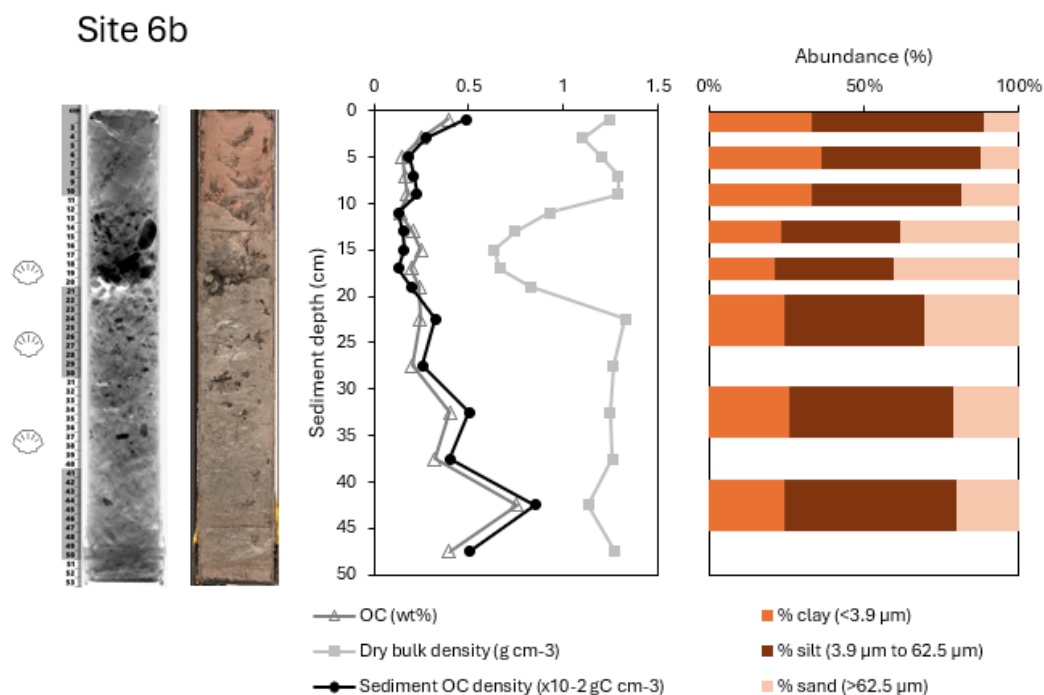 Site 6b
Abundance (%)
0 0.5 1 1.5
0% 50% 100%
0
5
10
15
20
25
30
35
40
45
50
Sediment depth (cm)
OC (wt%)
Dry bulk density (g cm-3)
Sediment OC density (x10-2 gC cm-3)
% clay (<3.9 µm)
% silt (3.9 µm to 62.5 µm)
% sand (>62.5 µm)